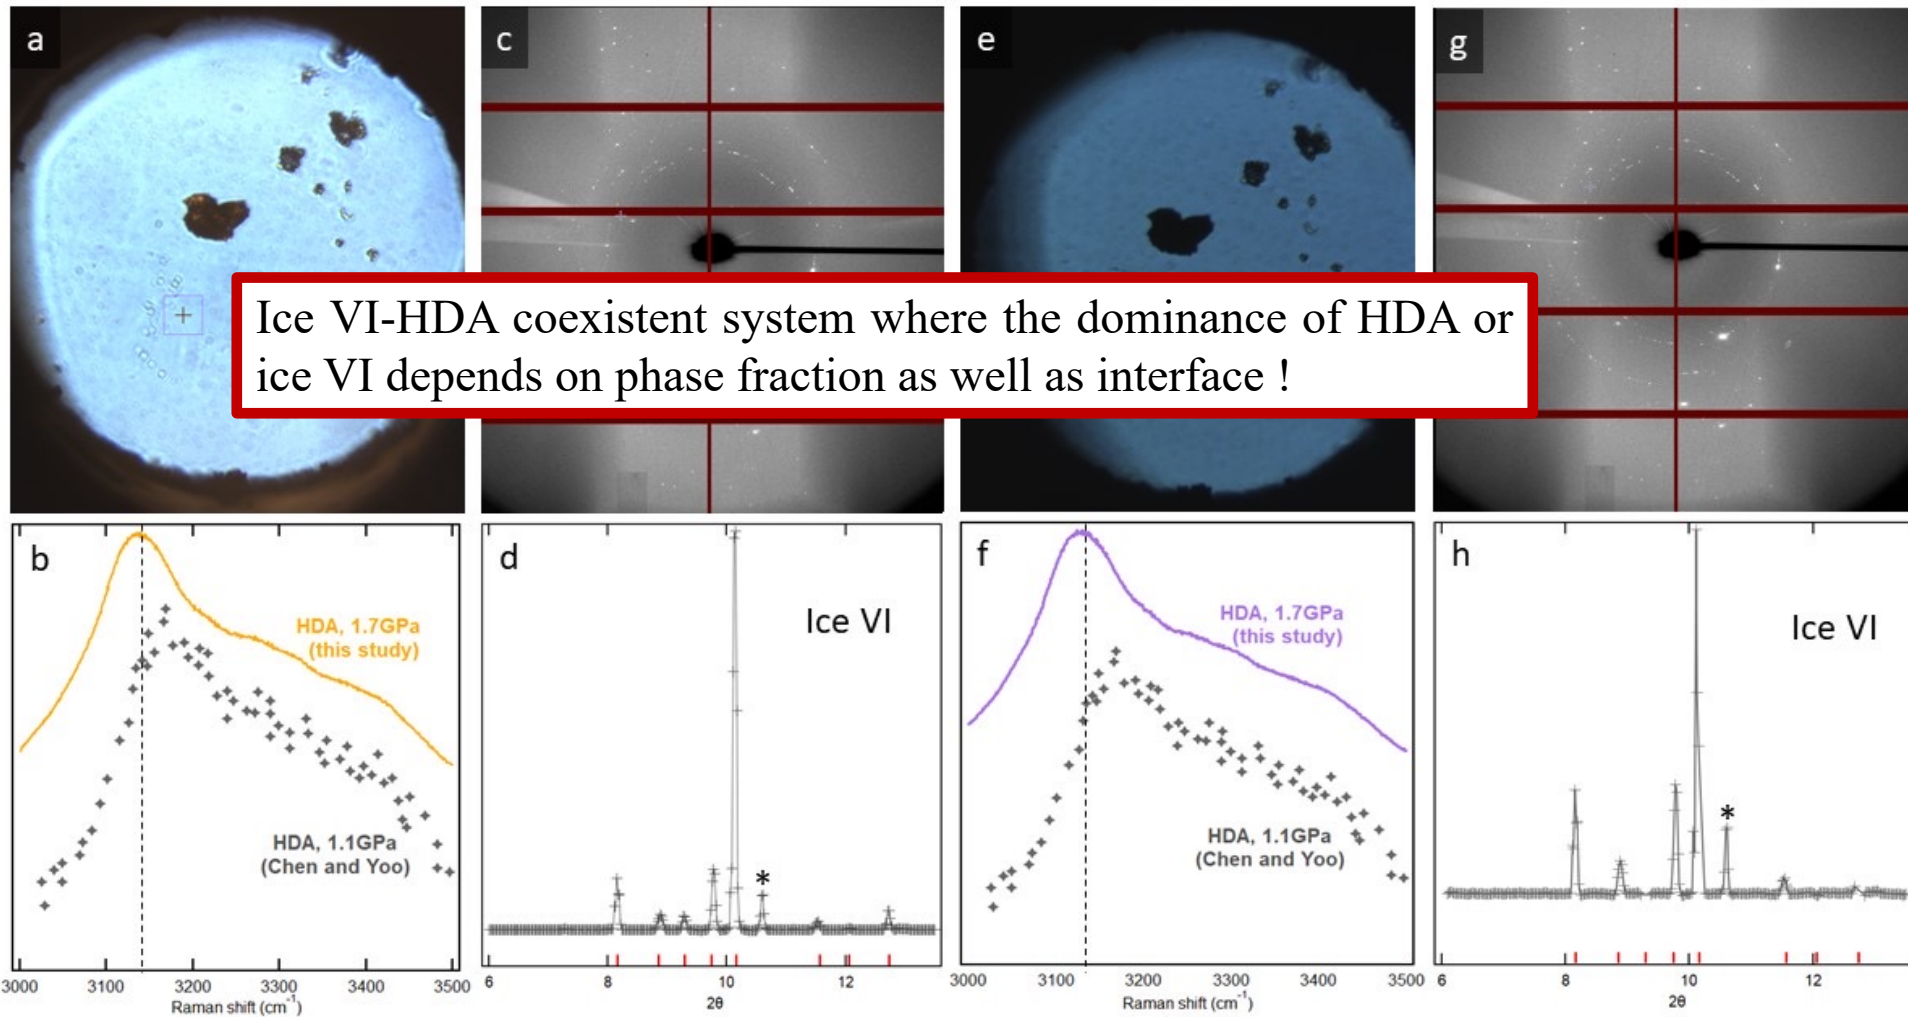 a
c
e
g
Ice VI-HDA coexistent system where the dominance of HDA or
ice VI depends on phase fraction as well as interface !
b
HDA, 1.7GPa
(this study)
HDA, 1.1GPa
(Chen and Yoo)
3000 3100 3200 3300 3400 3500
Raman shift (cm⁻¹)
d
Ice VI
*
6 8 10 12
2θ
f
HDA, 1.7GPa
(this study)
HDA, 1.1GPa
(Chen and Yoo)
3000 3100 3200 3300 3400 3500
Raman shift (cm⁻¹)
h
Ice VI
*
6 8 10 12
2θ